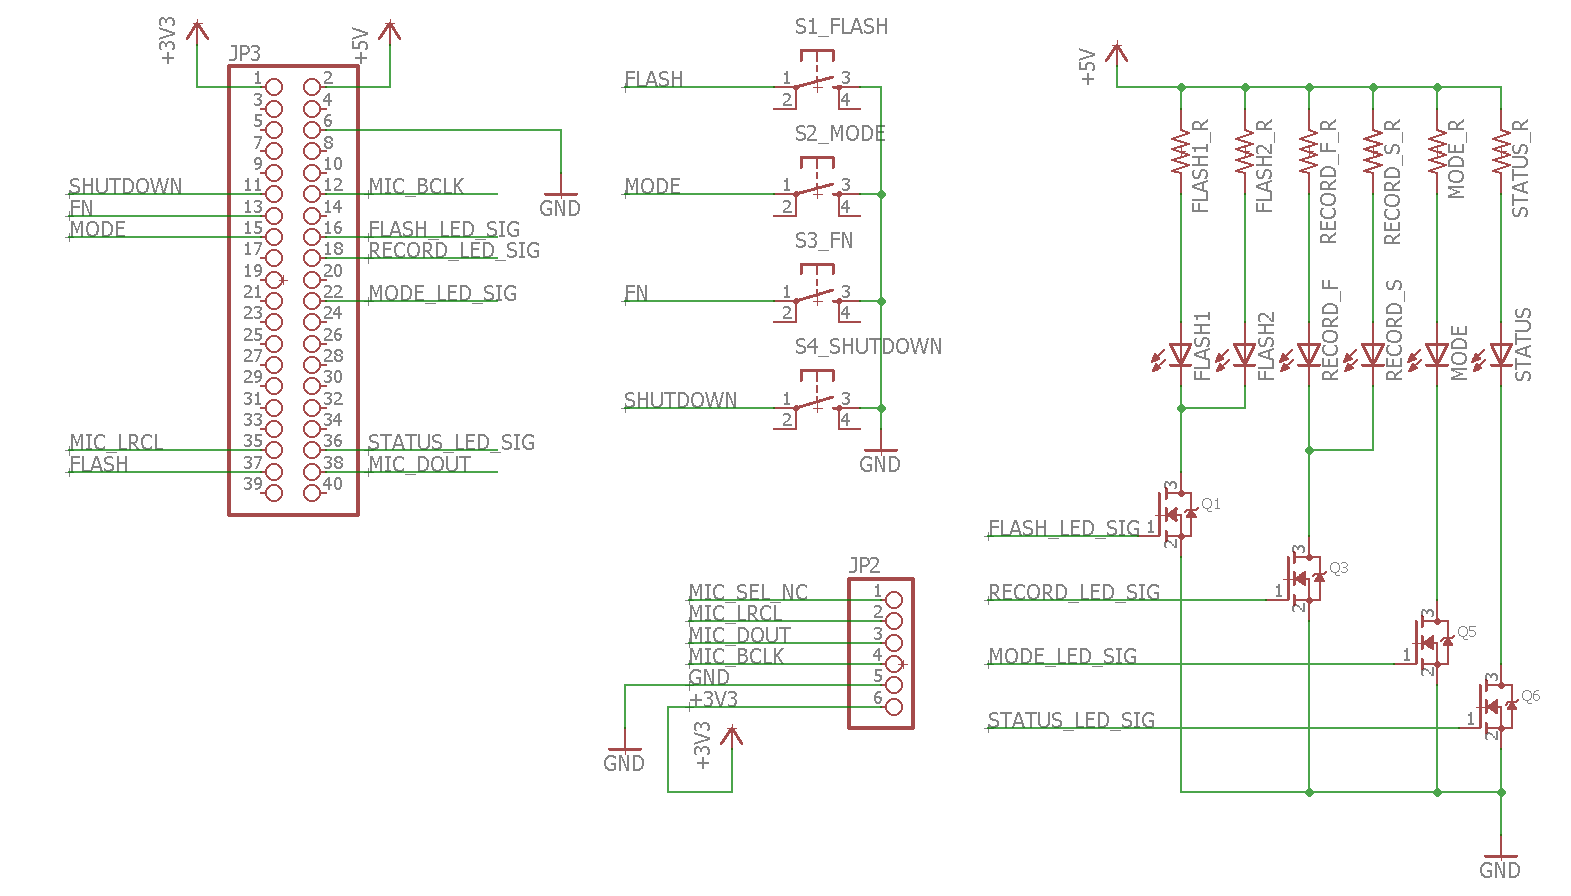 +3V3
+5V
JP3
1 2
3 4
5 6
7 8
9 10
SHUTDOWN 11 12 MIC_BCLK
FN 13 14
MODE 15 16 FLASH_LED_SIG
17 18 RECORD_LED_SIG
19 20
21 22 MODE_LED_SIG
23 24
25 26
27 28
29 30
31 32
33 34
MIC_LRCL 35 36 STATUS_LED_SIG
FLASH 37 38 MIC_DOUT
39 40
GND
S1_FLASH
FLASH 1 3
2 4
S2_MODE
MODE 1 3
2 4
S3_FN
FN 1 3
2 4
S4_SHUTDOWN
SHUTDOWN 1 3
2 4
GND
JP2
MIC_SEL_NC 1
MIC_LRCL 2
MIC_DOUT 3
MIC_BCLK 4
GND 5
+3V3 6
+3V3
GND
+5V
FLASH1_R
FLASH2_R
RECORD_F_R
RECORD_S_R
MODE_R
STATUS_R
FLASH1
FLASH2
RECORD_F
RECORD_S
MODE
STATUS
FLASH_LED_SIG 1 3 2 Q1
RECORD_LED_SIG 1 3 2 Q3
MODE_LED_SIG 1 3 2 Q5
STATUS_LED_SIG 1 3 2 Q6
GND